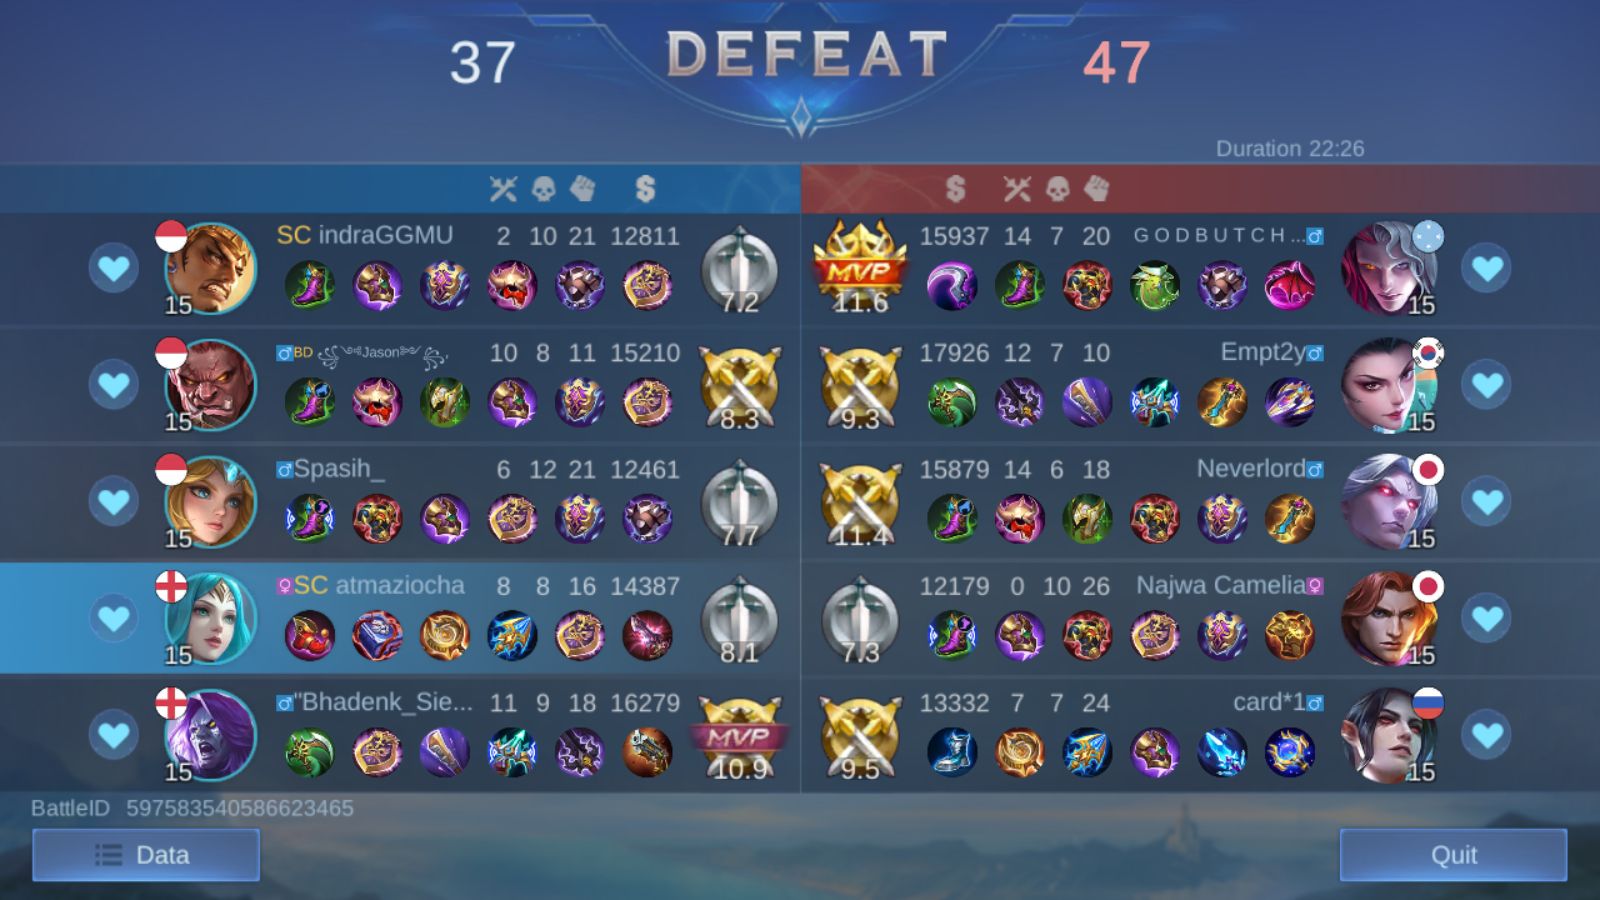 37 DEFEAT 47
Duration 22:26
SC indraGGMU 2 10 21 12811
15 7.2
MVP 11.6
15937 14 7 20 GODBUTCH...
15
BD Jason 10 8 11 15210
15 8.3
9.3
17926 12 7 10 Empt2y
15
Spasih_ 6 12 21 12461
15 7.7
11.4
15879 14 6 18 Neverlord
15
SC atmaziocha 8 8 16 14387
15 8.1
7.3
12179 0 10 26 Najwa Camelia
15
"Bhadenk_Sie... 11 9 18 16279
15 MVP 10.9
9.5
13332 7 7 24 card*1
15
BattleID 597583540586623465
Data
Quit